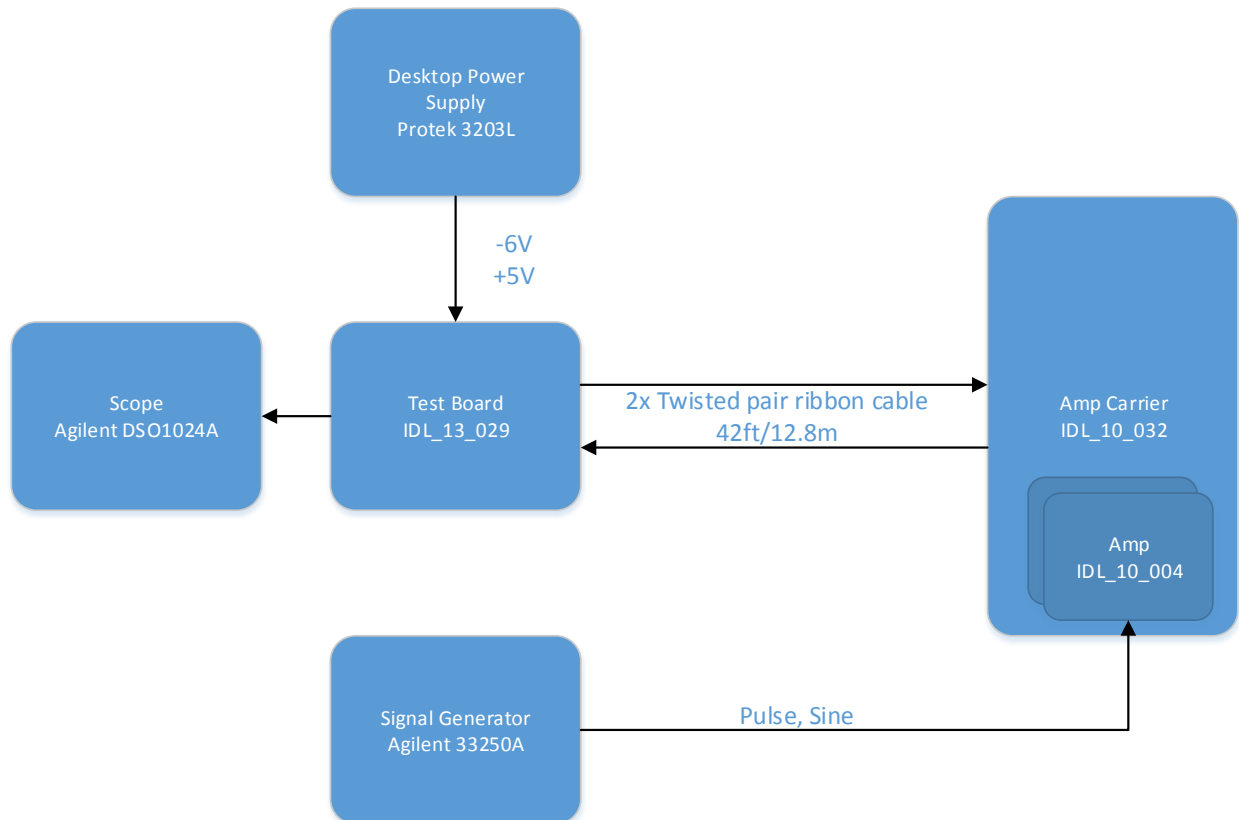 Desktop Power
Supply
Protek 3203L
-6V
+5V
Scope
Agilent DSO1024A
Test Board
IDL_13_029
2x Twisted pair ribbon cable
42ft/12.8m
Amp Carrier
IDL_10_032
Amp
IDL_10_004
Signal Generator
Agilent 33250A
Pulse, Sine